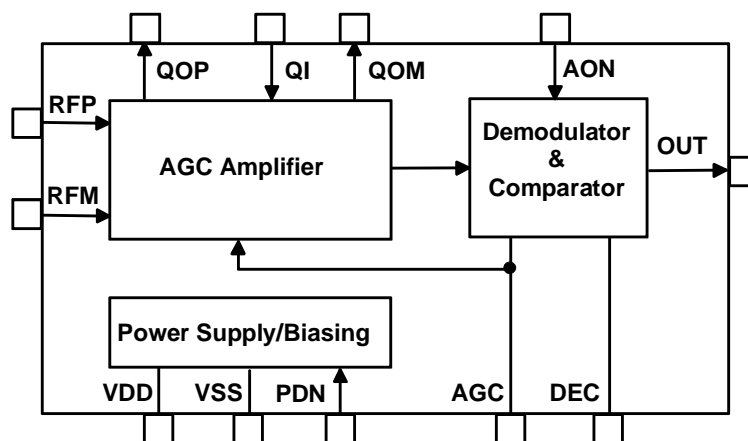 QOP
QI
QOM
AON
RFP
RFM
AGC Amplifier
Demodulator
&
Comparator
OUT
Power Supply/Biasing
VDD
VSS
PDN
AGC
DEC